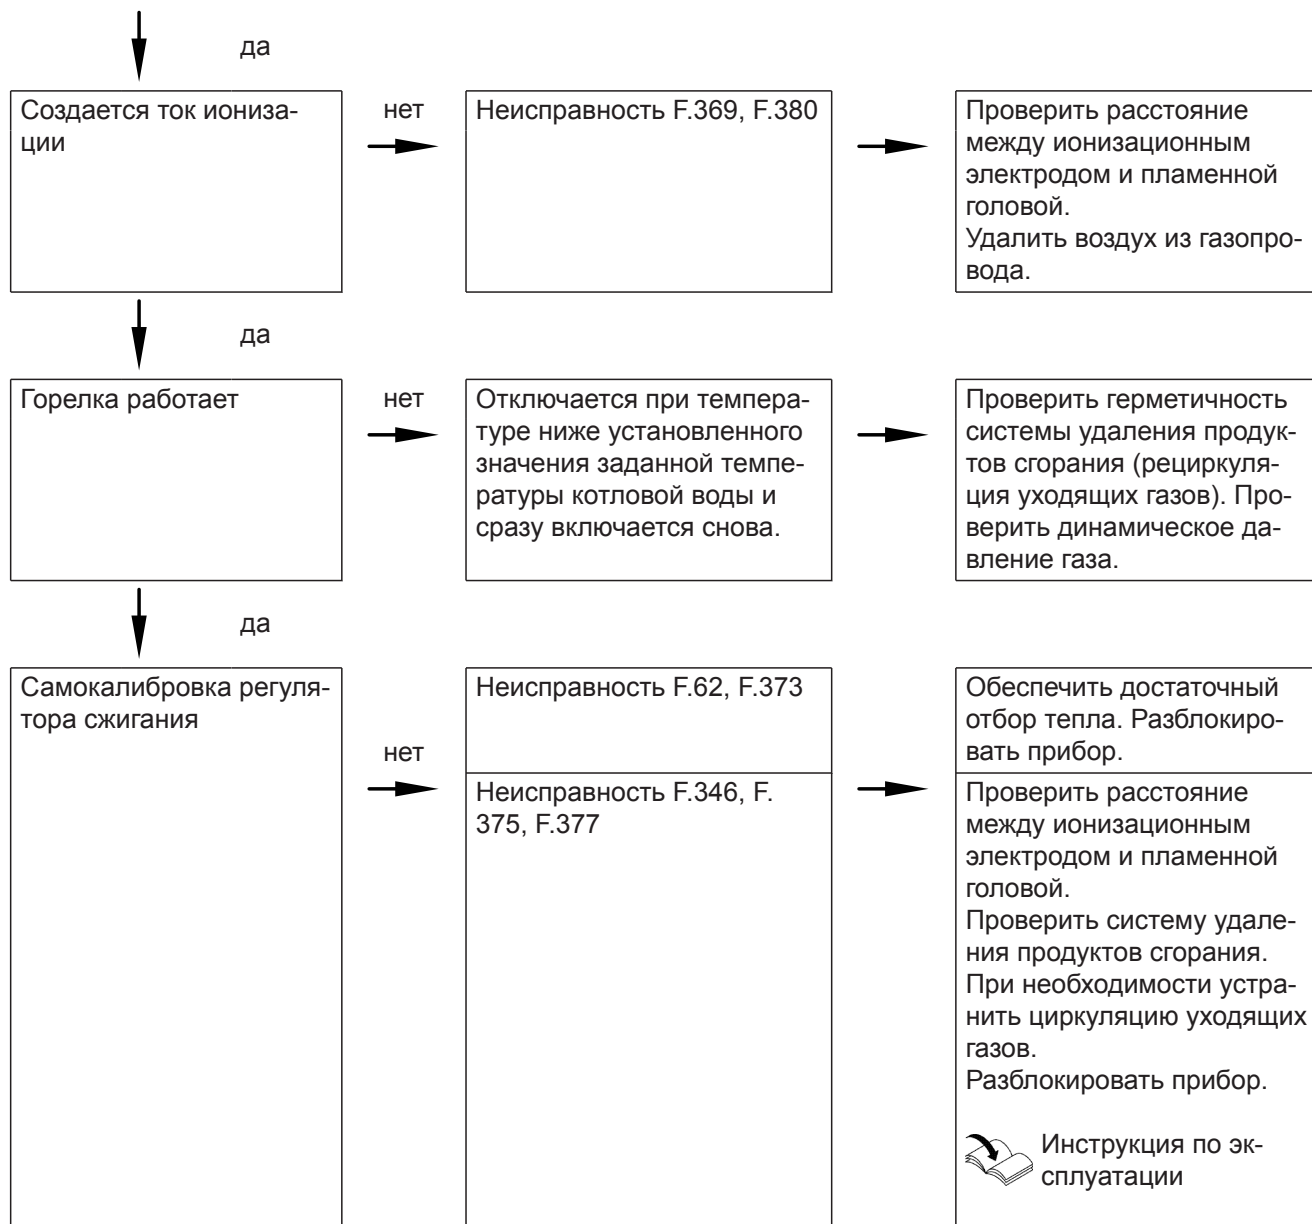 да
Создается ток иониза-
ции
нет
Неисправность F.369, F.380
Проверить расстояние
между ионизационным
электродом и пламенной
головой.
Удалить воздух из газопро-
вода.
да
Горелка работает
нет
Отключается при темпера-
туре ниже установленного
значения заданной темпе-
ратуры котловой воды и
сразу включается снова.
Проверить герметичность
системы удаления продук-
тов сгорания (рециркуля-
ция уходящих газов). Про-
верить динамическое да-
вление газа.
да
Самокалибровка регуля-
тора сжигания
нет
Неисправность F.62, F.373
Обеспечить достаточный
отбор тепла. Разблокиро-
вать прибор.
Неисправность F.346, F.
375, F.377
Проверить расстояние
между ионизационным
электродом и пламенной
головой.
Проверить систему удале-
ния продуктов сгорания.
При необходимости устра-
нить циркуляцию уходящих
газов.
Разблокировать прибор.
Инструкция по эк-
сплуатации